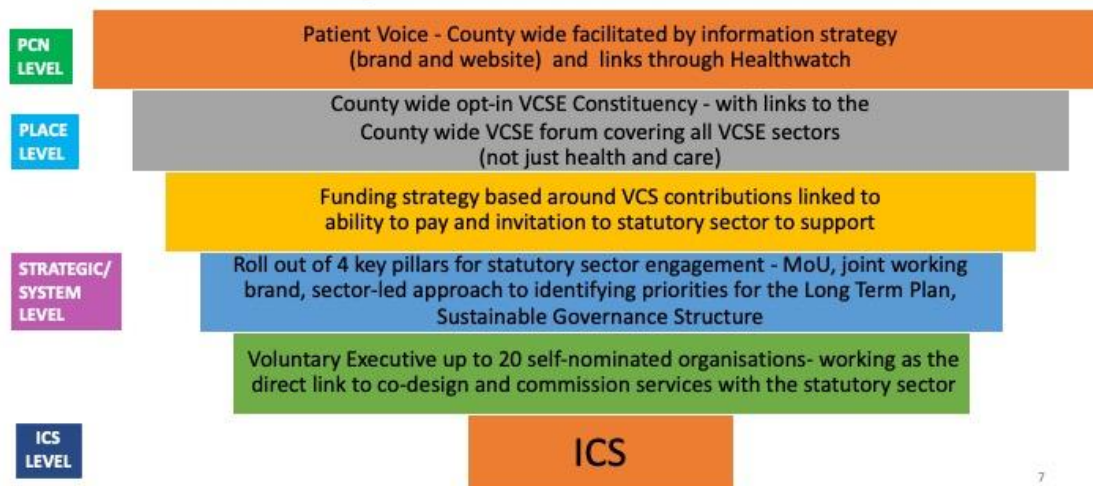 PCN
LEVEL
Patient Voice - County wide facilitated by information strategy
(brand and website) and links through Healthwatch
PLACE
LEVEL
County wide opt-in VCSE Constituency - with links to the
County wide VCSE forum covering all VCSE sectors
(not just health and care)
Funding strategy based around VCS contributions linked to
ability to pay and invitation to statutory sector to support
STRATEGIC/
SYSTEM
LEVEL
Roll out of 4 key pillars for statutory sector engagement - MoU, joint working
brand, sector-led approach to identifying priorities for the Long Term Plan,
Sustainable Governance Structure
Voluntary Executive up to 20 self-nominated organisations- working as the
direct link to co-design and commission services with the statutory sector
ICS
LEVEL
ICS
7